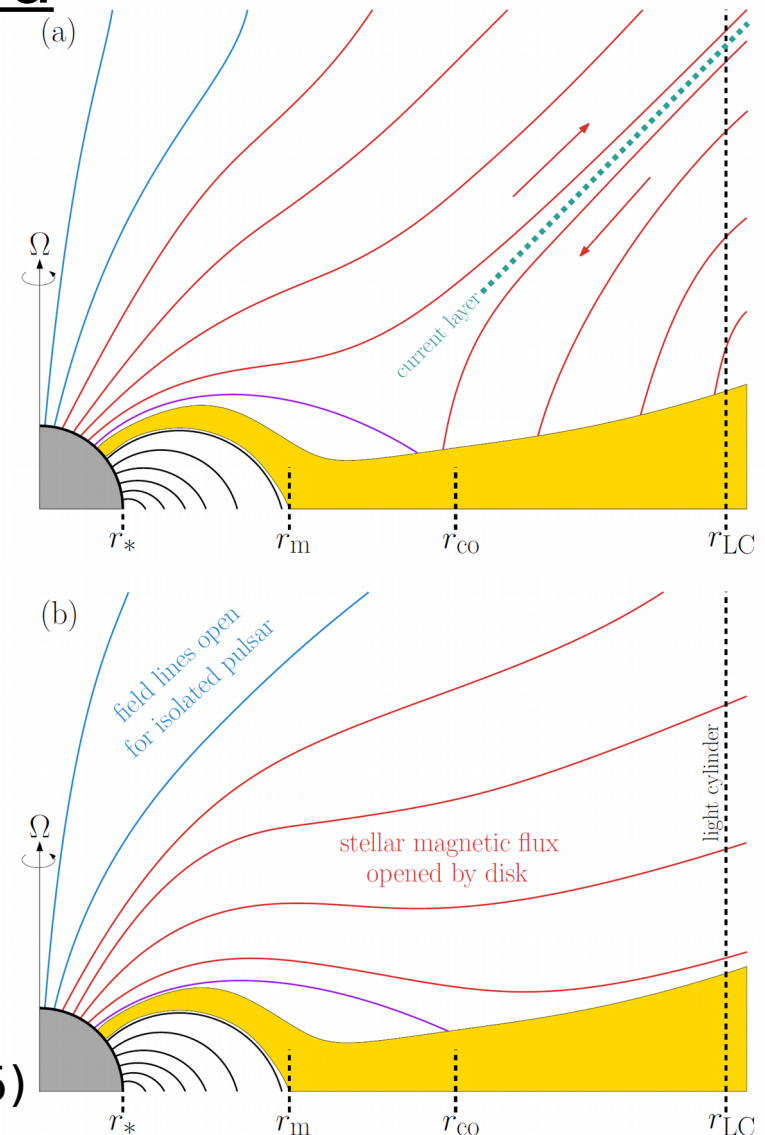 (a)
Ω
current layer
r* rm rco rLC
(b)
field lines open
for isolated pulsar
Ω
light cylinder
stellar magnetic flux
opened by disk
5)
r* rm rco rLC